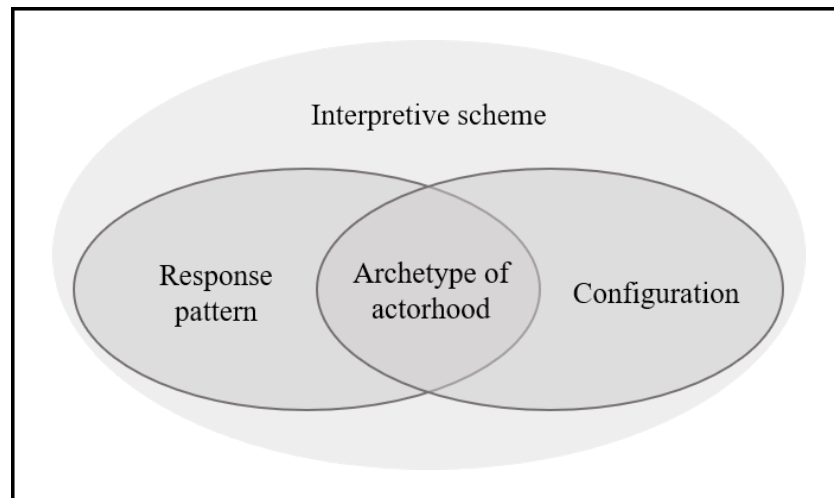 Interpretive scheme
Response
pattern
Archetype of
actorhood
Configuration